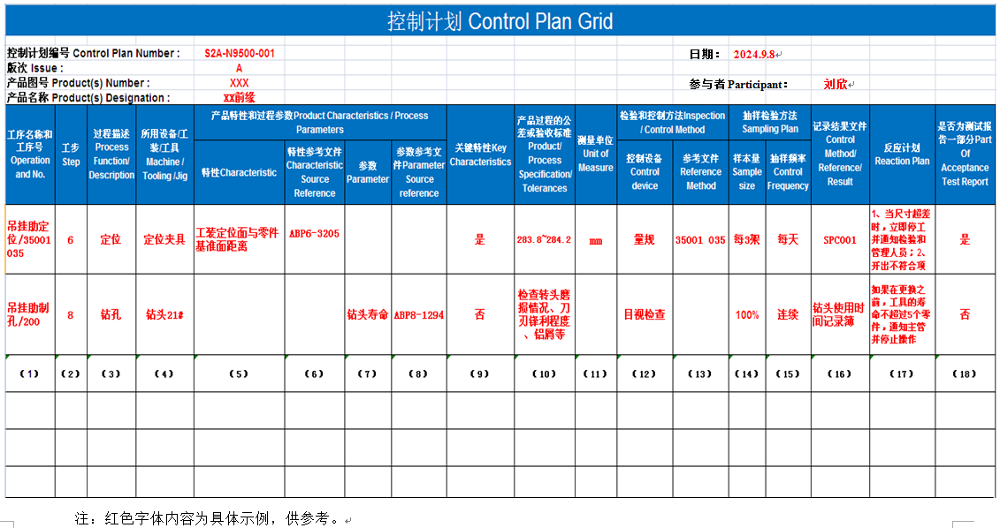 控制计划 Control Plan Grid
控制计划编号 Control Plan Number : S2A-N9500-001 日期: 2024.9.8
版次 Issue : A
产品图号 Product(s) Number : XXX 参与者 Participant:  刘欣
产品名称 Product(s) Designation : xx前缘
工序名称和
工序号
Operation
and No.
工步
Step
过程描述
Process
Function/
Description
所用设备/工
装/工具
Machine /
Tooling /Jig
产品特性和过程参数Product Characteristics / Process
Parameters
特性Characteristic
特性参考文件
Characteristic
Source
Reference
参数
Parameter
参数参考文
件Parameter
Source
reference
关键特性Key
Characteristics
产品过程的公
差或验收标准
Product/
Process
Specification/
Tolerances
测量单位
Unit of
Measure
检验和控制方法Inspection
/ Control Method
控制设备
Control
device
参考文件
Reference
Method
抽样检验方法
Sampling Plan
样本量
Sample
size
抽样频率
Control
Frequency
记录结果文件
Control
Method/
Reference/
Result
反应计划
Reaction Plan
是否为测试报
告一部分Part
Of
Acceptance
Test Report
吊挂肋定
位/35001
035
6
定位
定位夹具
工装定位面与零件
基准面距离
ABP6-3205
是
283.8~284.2
mm
量规
35001 035
每3架
每天
SPC001
1、当尺寸超差
时，立即停工
并通知检验和
管理人员；2、
开出不符合项
是
吊挂肋制
孔/200
8
钻孔
钻头21#
钻头寿命
ABP8-1294
否
检查转头磨
损情况、刀
刃锋利程度
、铝屑等
目视检查
100%
连续
钻头使用时
间记录簿
如果在更换之
前，工具的寿
命不超过5个零
件，通知主管
并停止操作
否
(1) (2) (3) (4) (5) (6) (7) (8) (9) (10) (11) (12) (13) (14) (15) (16) (17) (18)
注：红色字体内容为具体示例，供参考。